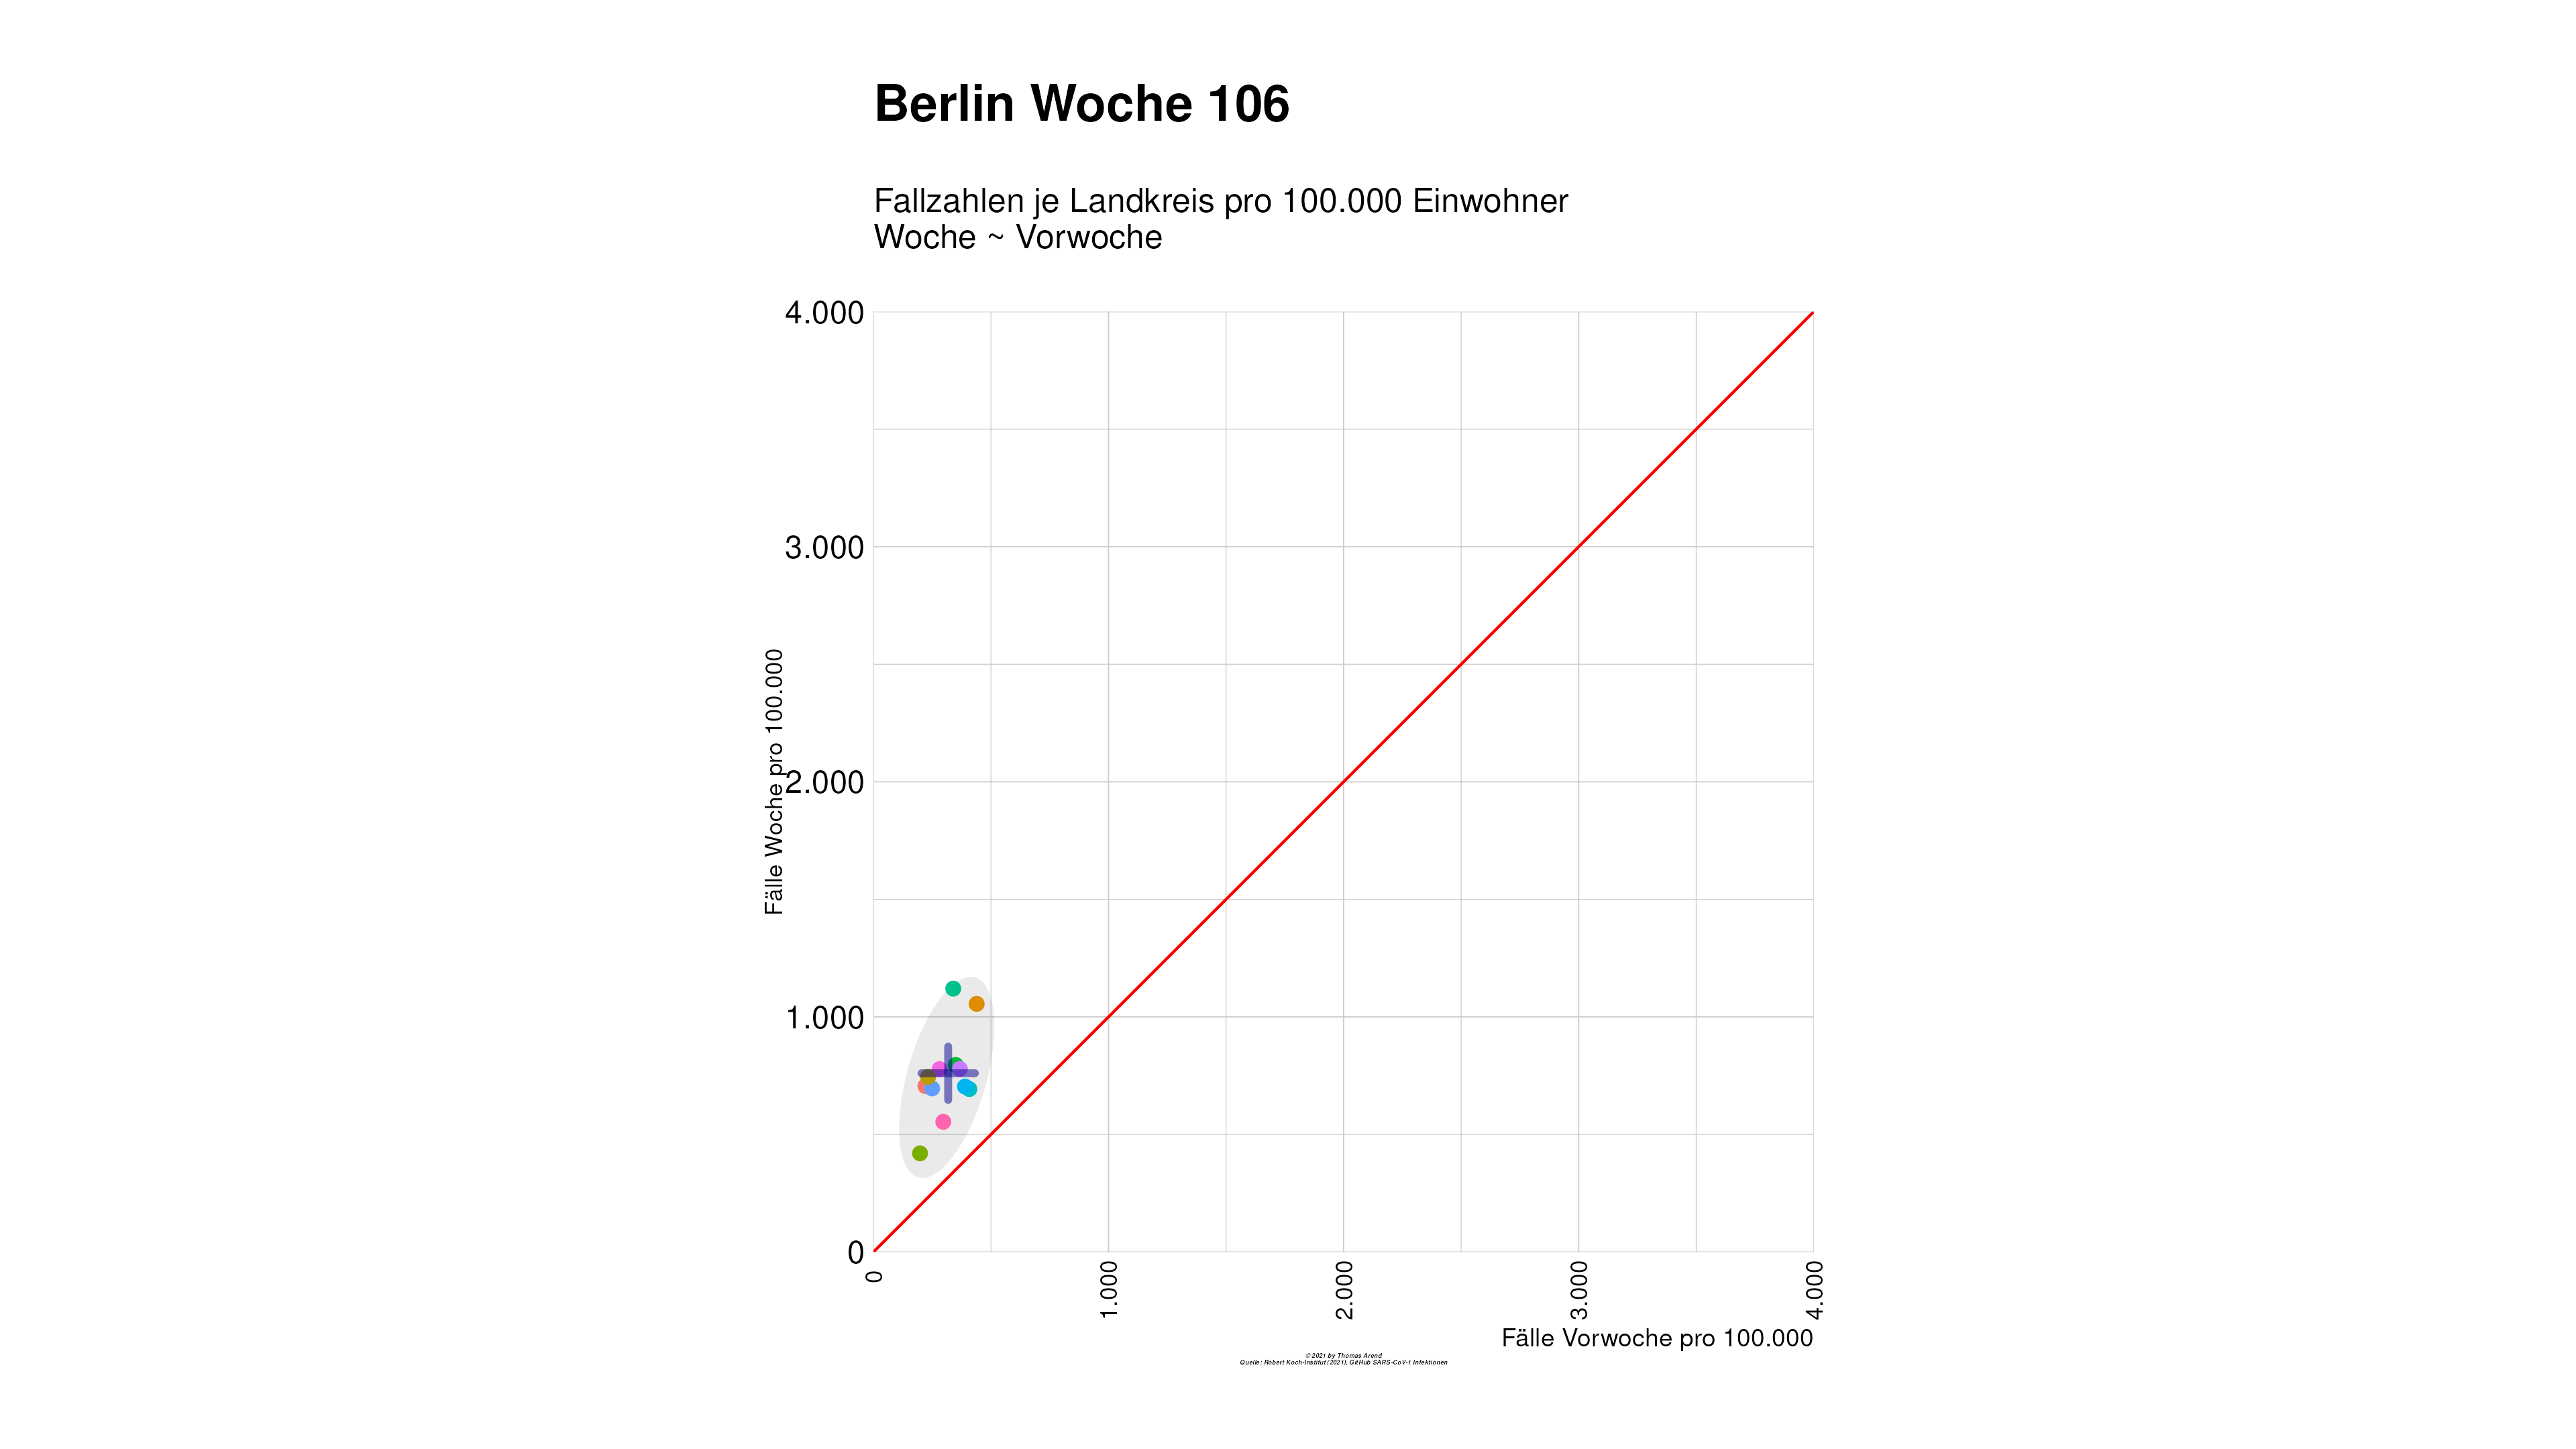 Berlin Woche 106
Fallzahlen je Landkreis pro 100.000 Einwohner
Woche ~ Vorwoche
4.000
3.000
2.000
1.000
0
Fälle Woche pro 100.000
0
1.000
2.000
3.000
4.000
Fälle Vorwoche pro 100.000
© 2021 by Thomas Arend
Quelle: Robert Koch-Institut (2021), GitHub SARS-CoV-1 Infektionen